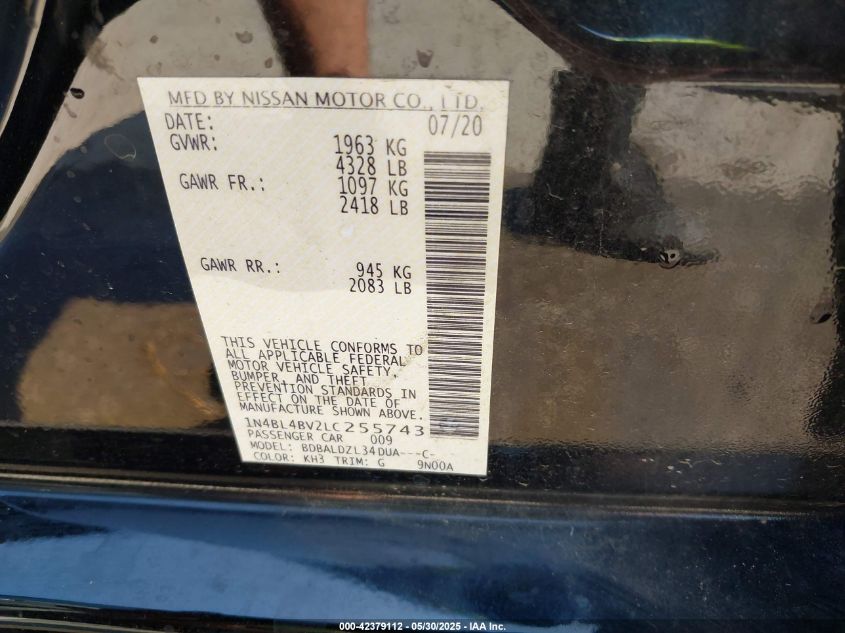 MFD BY NISSAN MOTOR CO., LTD.
DATE: 07/20
GVWR: 1963 KG
4328 LB
GAWR FR.: 1097 KG
2418 LB
GAWR RR.: 945 KG
2083 LB
THIS VEHICLE CONFORMS TO
ALL APPLICABLE FEDERAL
MOTOR VEHICLE SAFETY,
BUMPER, AND THEFT
PREVENTION STANDARDS IN
EFFECT ON THE DATE OF
MANUFACTURE SHOWN ABOVE.
1N4BL4BV2LC255743
PASSENGER CAR 009
MODEL: BDBALDZL34DUA---C-
COLOR: KH3 TRIM: G 9N00A
000-42379112 - 05/30/2025 - IAA Inc.